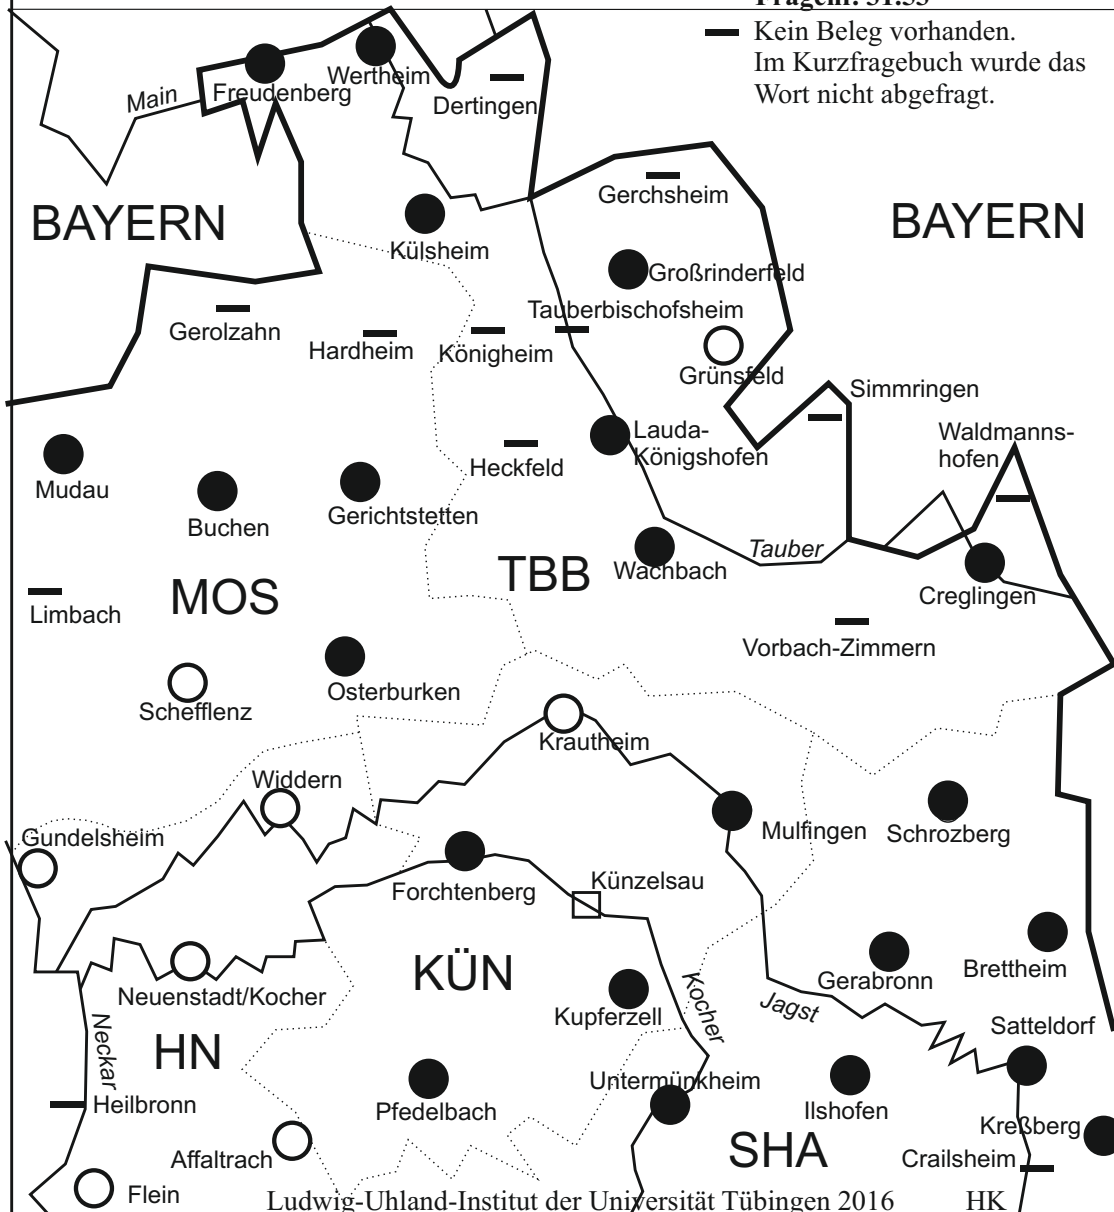 Fragenr. 31.53
Kein Beleg vorhanden.
Im Kurzfragebuch wurde das
Wort nicht abgefragt.
Wertheim
Freudenberg
Main
Dertingen
Gerchsheim
BAYERN
BAYERN
Külsheim
Großrinderfeld
Tauberbischofsheim
Gerolzahn
Hardheim
Königheim
Grünsfeld
Simmringen
Lauda-
Königshofen
Waldmanns-
hofen
Heckfeld
Mudau
Buchen
Gerichtstetten
Tauber
TBB
Wachbach
MOS
Creglingen
Limbach
Vorbach-Zimmern
Osterburken
Schefflenz
Krautheim
Widdern
Gundelsheim
Mulfingen
Schrozberg
Künzelsau
Forchtenberg
KÜN
Gerabronn
Brettheim
Neuenstadt/Kocher
Kocher
Jagst
Kupferzell
Satteldorf
Neckar
HN
Untermünkheim
Heilbronn
Pfedelbach
Ilshofen
Kreßberg
SHA
Affaltrach
Crailsheim
Flein
Ludwig-Uhland-Institut der Universität Tübingen 2016 HK